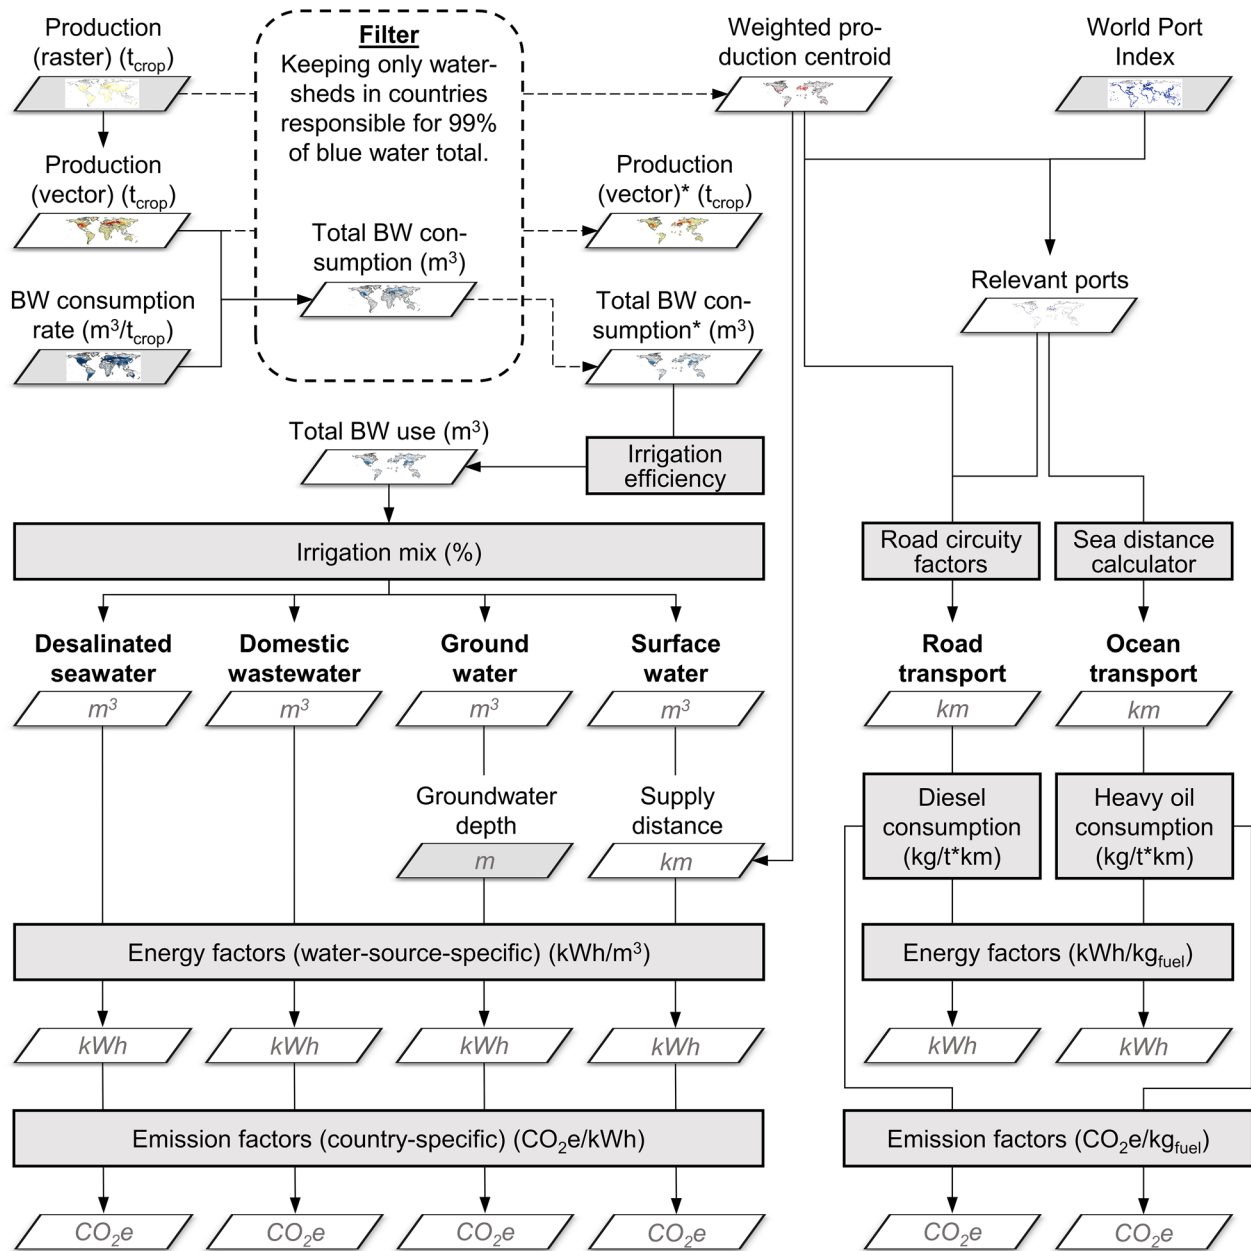 Production
(raster) (t_crop)
Filter
Keeping only water-
sheds in countries
responsible for 99%
of blue water total.
Weighted pro-
duction centroid
World Port
Index
Production
(vector) (t_crop)
Total BW con-
sumption (m³)
Production
(vector)* (t_crop)
BW consumption
rate (m³/t_crop)
Total BW con-
sumption* (m³)
Relevant ports
Total BW use (m³)
Irrigation
efficiency
Irrigation mix (%)
Road circuity
factors
Sea distance
calculator
Desalinated
seawater
m³
Domestic
wastewater
m³
Ground
water
m³
Surface
water
m³
Road
transport
km
Ocean
transport
km
Groundwater
depth
m
Supply
distance
km
Diesel
consumption
(kg/t*km)
Heavy oil
consumption
(kg/t*km)
Energy factors (water-source-specific) (kWh/m³)
Energy factors (kWh/kg_fuel)
kWh
kWh
kWh
kWh
kWh
kWh
Emission factors (country-specific) (CO₂e/kWh)
Emission factors (CO₂e/kg_fuel)
CO₂e
CO₂e
CO₂e
CO₂e
CO₂e
CO₂e